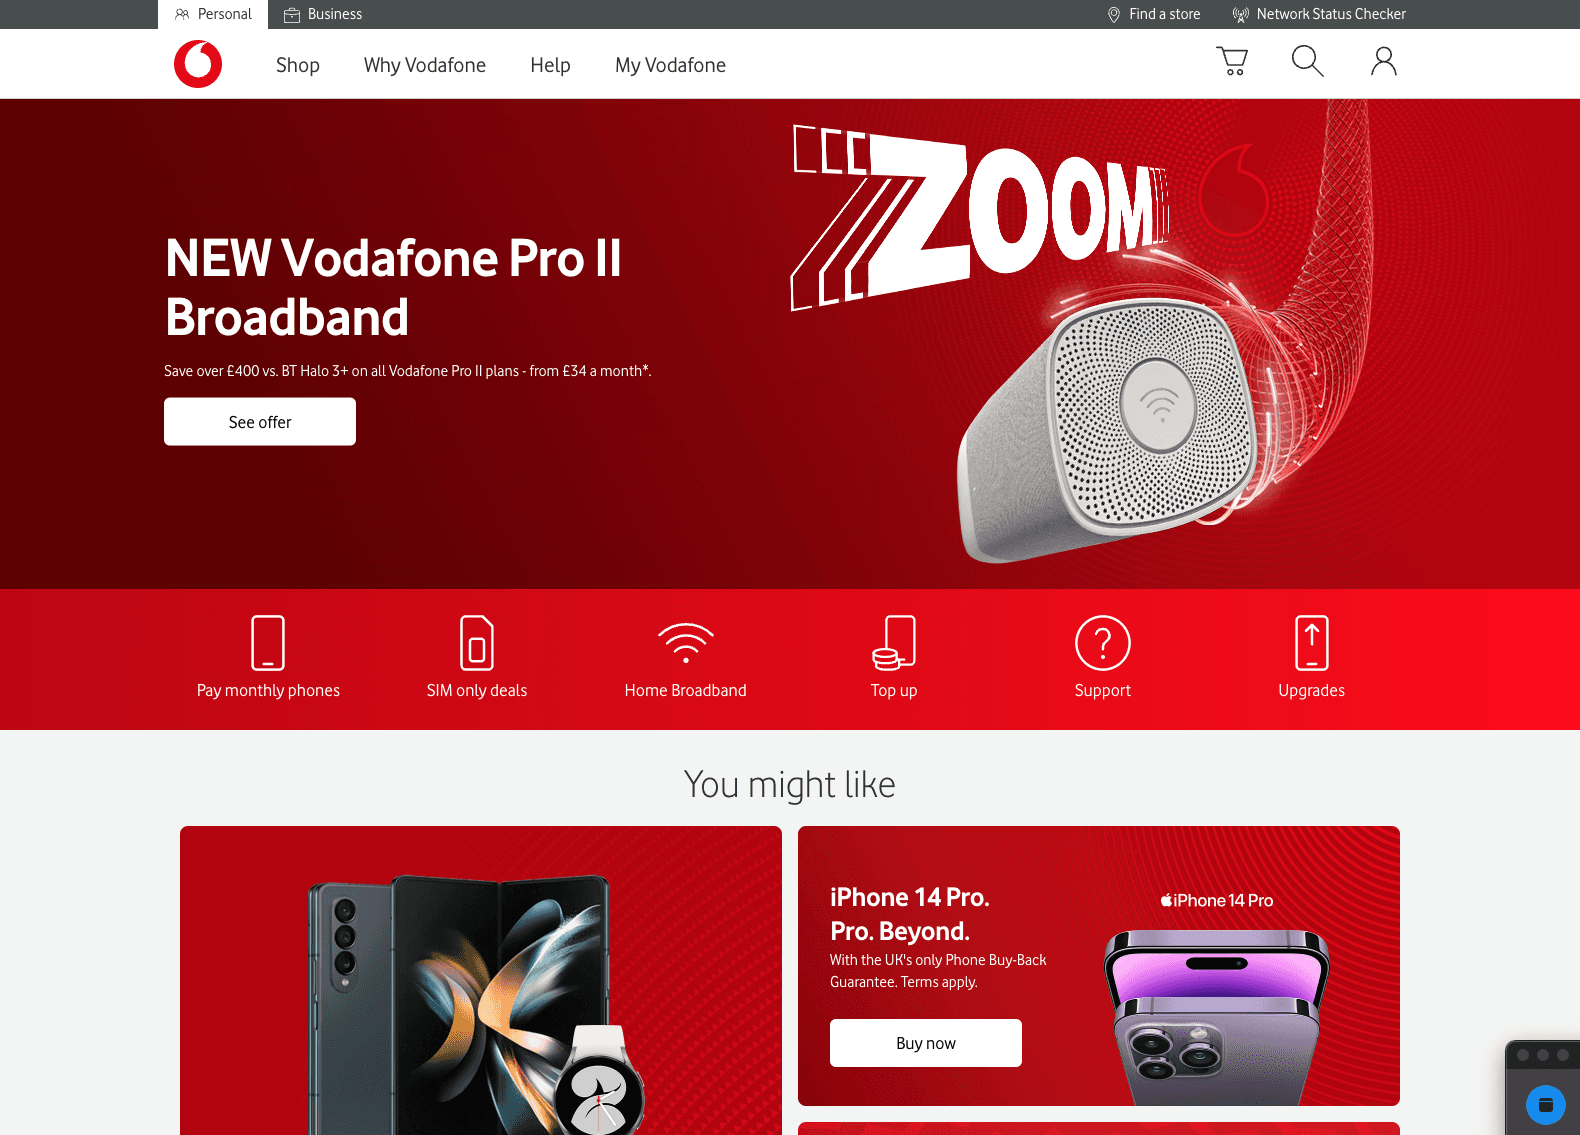 Personal
Business
Find a store
Network Status Checker
Shop
Why Vodafone
Help
My Vodafone
ZOOM
NEW Vodafone Pro II
Broadband
Save over £400 vs. BT Halo 3+ on all Vodafone Pro II plans - from £34 a month*.
See offer
Pay monthly phones
SIM only deals
Home Broadband
Top up
Support
Upgrades
You might like
iPhone 14 Pro.
Pro. Beyond.
With the UK's only Phone Buy-Back
Guarantee. Terms apply.
Buy now
iPhone 14 Pro